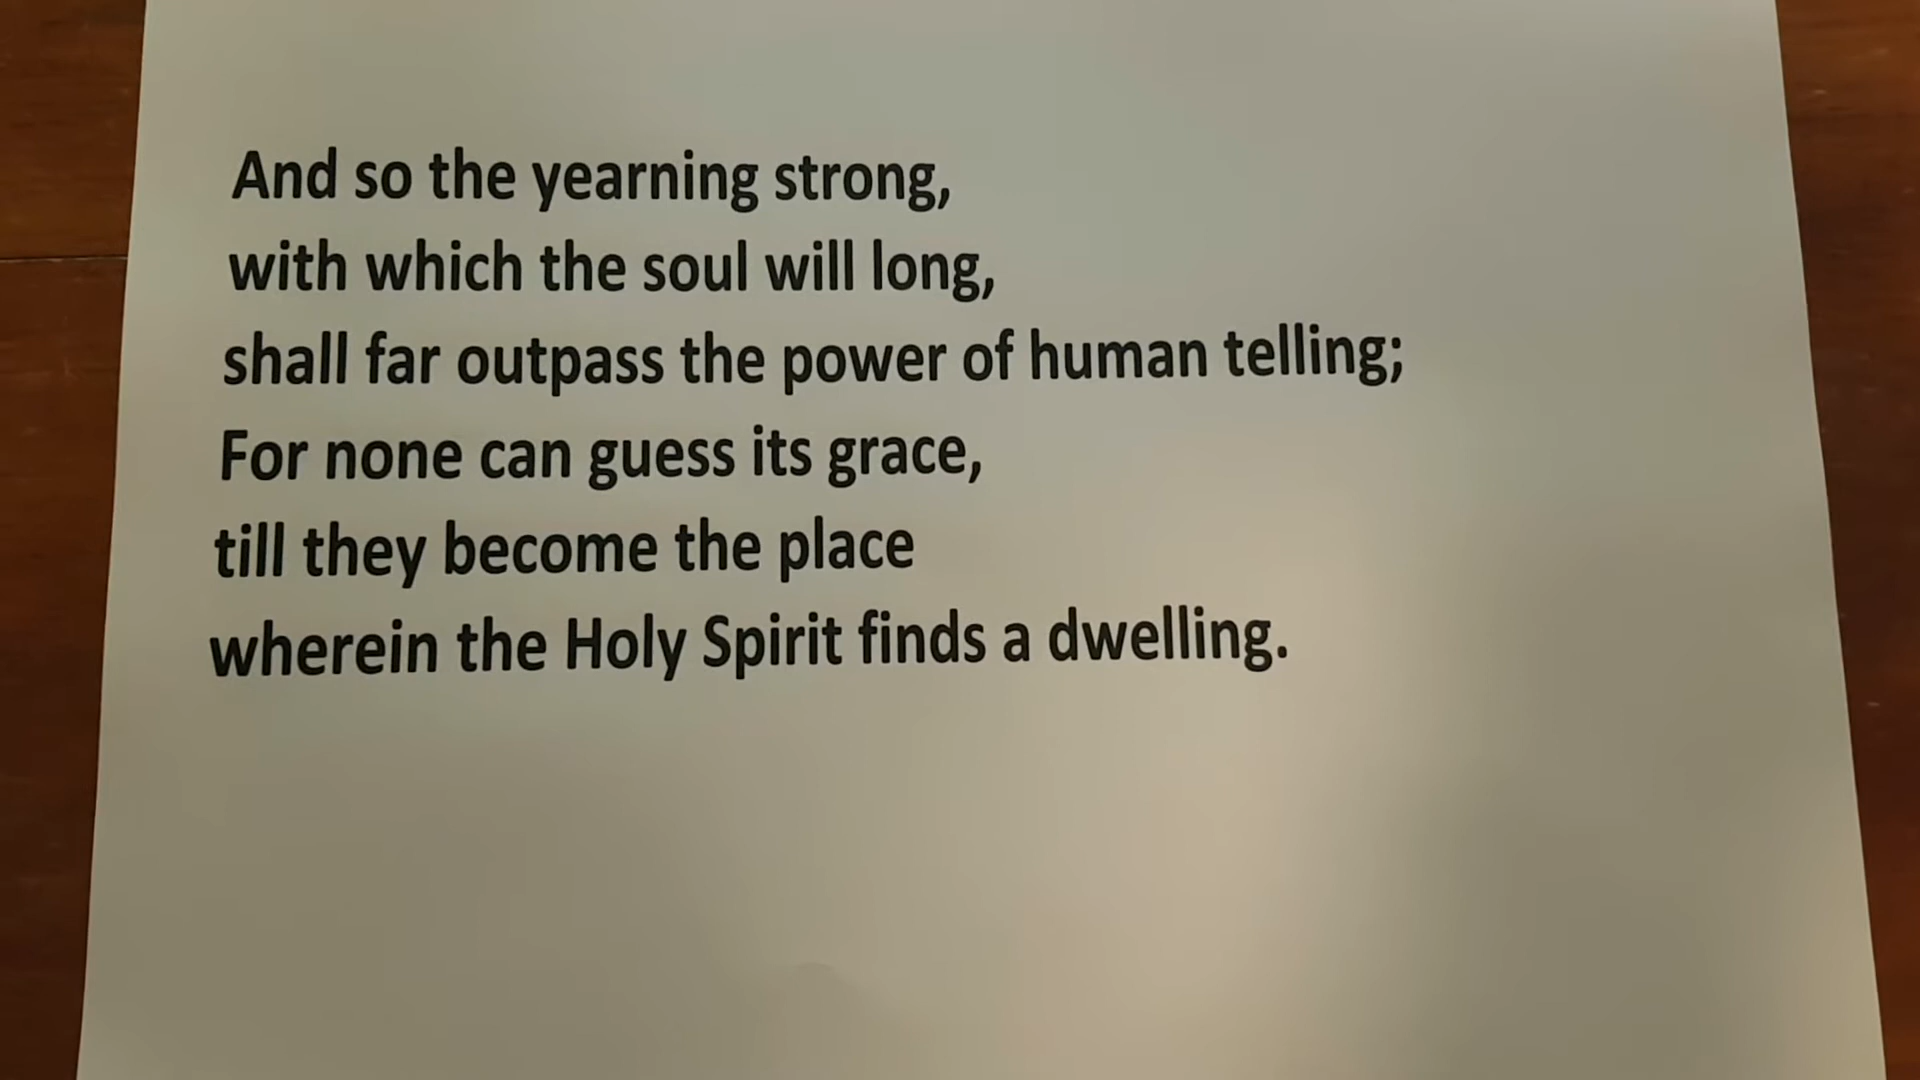 And so the yearning strong,
with which the soul will long,
shall far outpass the power of human telling;
For none can guess its grace,
till they become the place
wherein the Holy Spirit finds a dwelling.